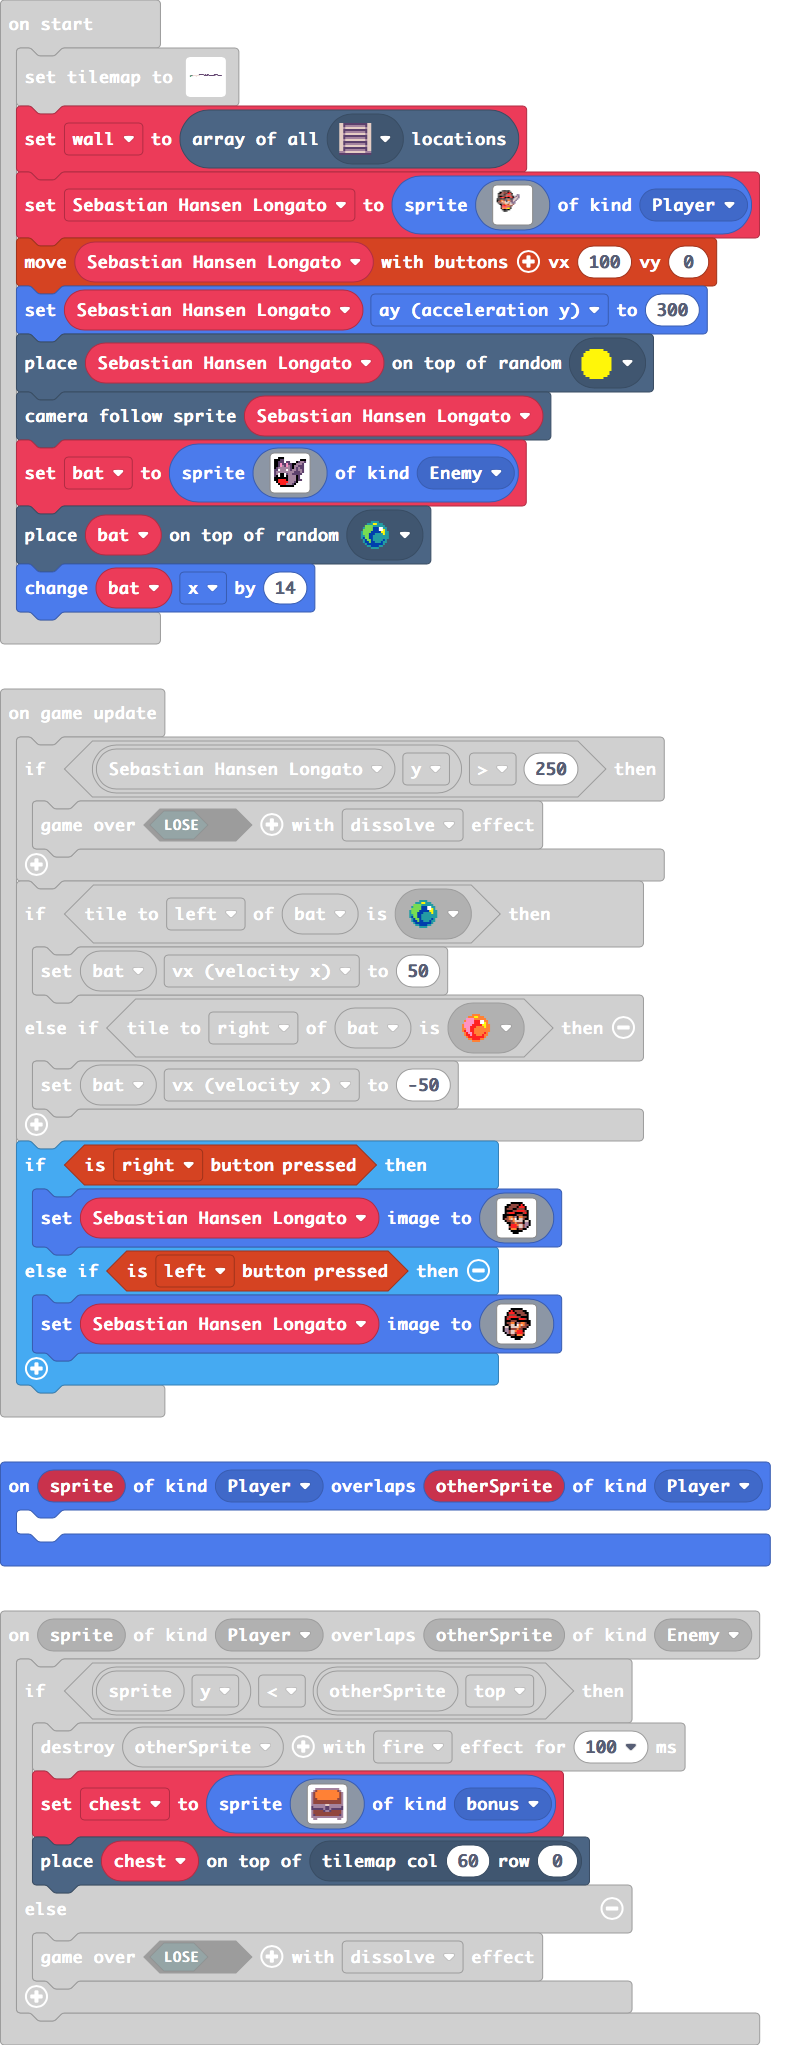 on start
set tilemap to
set wall to array of all locations
set Sebastian Hansen Longato to sprite of kind Player
move Sebastian Hansen Longato with buttons vx 100 vy 0
set Sebastian Hansen Longato ay (acceleration y) to 300
place Sebastian Hansen Longato on top of random
camera follow sprite Sebastian Hansen Longato
set bat to sprite of kind Enemy
place bat on top of random
change bat x by 14
on game update
if Sebastian Hansen Longato y > 250 then
game over LOSE with dissolve effect
if tile to left of bat is then
set bat vx (velocity x) to 50
else if tile to right of bat is then
set bat vx (velocity x) to -50
if is right button pressed then
set Sebastian Hansen Longato image to
else if is left button pressed then
set Sebastian Hansen Longato image to
on sprite of kind Player overlaps otherSprite of kind Player
on sprite of kind Player overlaps otherSprite of kind Enemy
if sprite y < otherSprite top then
destroy otherSprite with fire effect for 100 ms
set chest to sprite of kind bonus
place chest on top of tilemap col 60 row 0
else
game over LOSE with dissolve effect